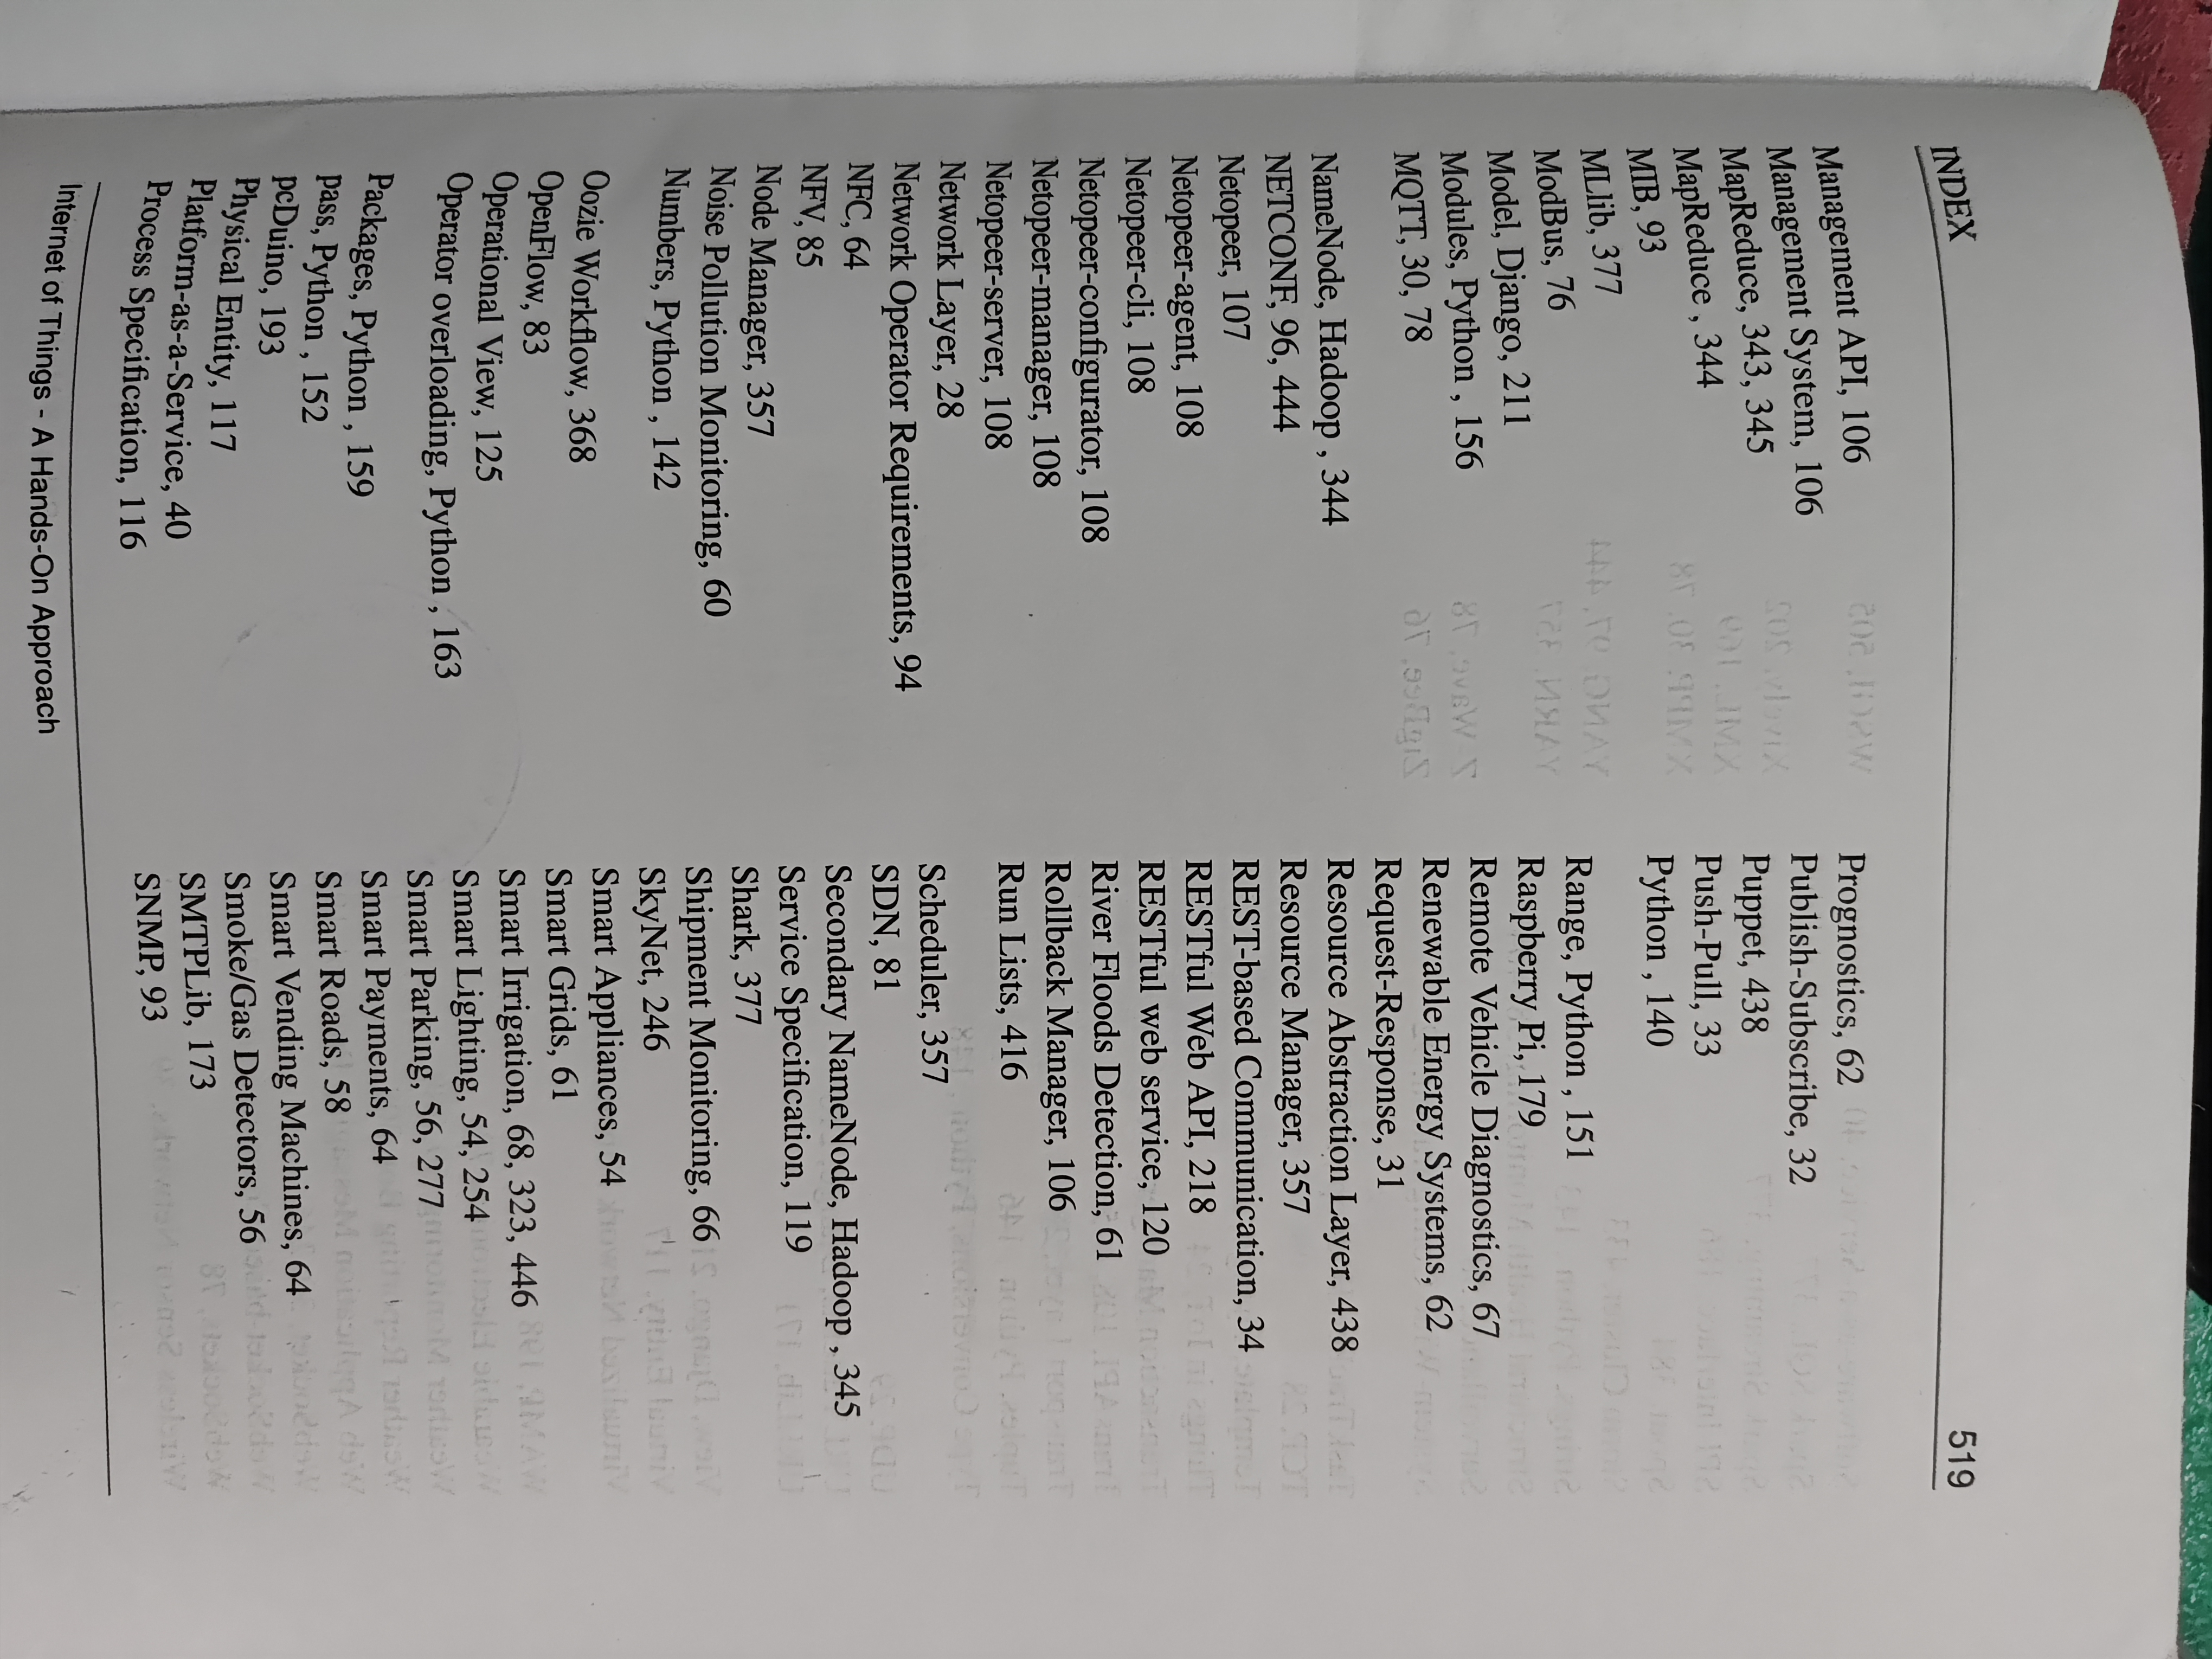 INDEX 519
Management API, 106
Management System, 106
MapReduce, 343, 345
MapReduce , 344
MIB, 93
MLlib, 377
ModBus, 76
Model, Django, 211
Modules, Python , 156
MQTT, 30, 78
NameNode, Hadoop , 344
NETCONF, 96, 444
Netopeer, 107
Netopeer-agent, 108
Netopeer-cli, 108
Netopeer-configurator, 108
Netopeer-manager, 108
Netopeer-server, 108
Network Layer, 28
Network Operator Requirements, 94
NFC, 64
NFV, 85
Node Manager, 357
Noise Pollution Monitoring, 60
Numbers, Python , 142
Oozie Workflow, 368
OpenFlow, 83
Operational View, 125
Operator overloading, Python , 163
Packages, Python , 159
pass, Python , 152
pcDuino, 193
Physical Entity, 117
Platform-as-a-Service, 40
Process Specification, 116
Prognostics, 62
Publish-Subscribe, 32
Puppet, 438
Push-Pull, 33
Python , 140
Range, Python , 151
Raspberry Pi, 179
Remote Vehicle Diagnostics, 67
Renewable Energy Systems, 62
Request-Response, 31
Resource Abstraction Layer, 438
Resource Manager, 357
REST-based Communication, 34
RESTful Web API, 218
RESTful web service, 120
River Floods Detection, 61
Rollback Manager, 106
Run Lists, 416
Scheduler, 357
SDN, 81
Secondary NameNode, Hadoop , 345
Service Specification, 119
Shark, 377
Shipment Monitoring, 66
SkyNet, 246
Smart Appliances, 54
Smart Grids, 61
Smart Irrigation, 68, 323, 446
Smart Lighting, 54, 254
Smart Parking, 56, 277
Smart Payments, 64
Smart Roads, 58
Smart Vending Machines, 64
Smoke/Gas Detectors, 56
SMTPLib, 173
SNMP, 93
Internet of Things - A Hands-On Approach